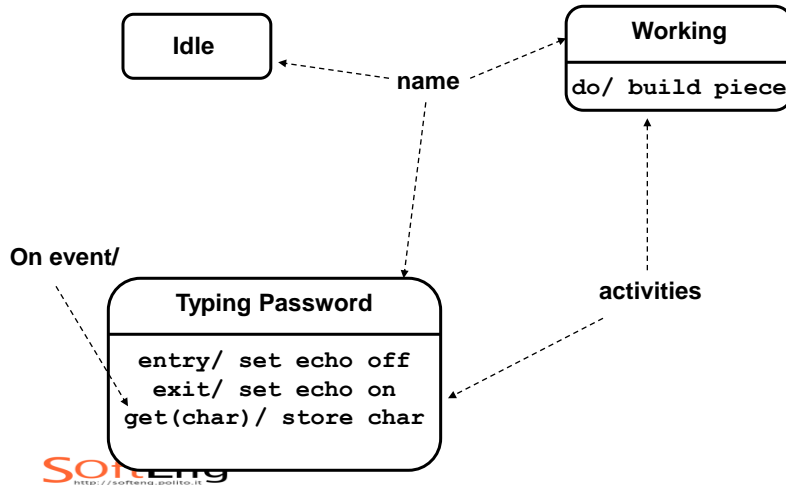 Idle
Working
do/ build piece
name
On event/
activities
Typing Password
entry/ set echo off
exit/ set echo on
get(char)/ store char
SoftEng
http://softeng.polito.it